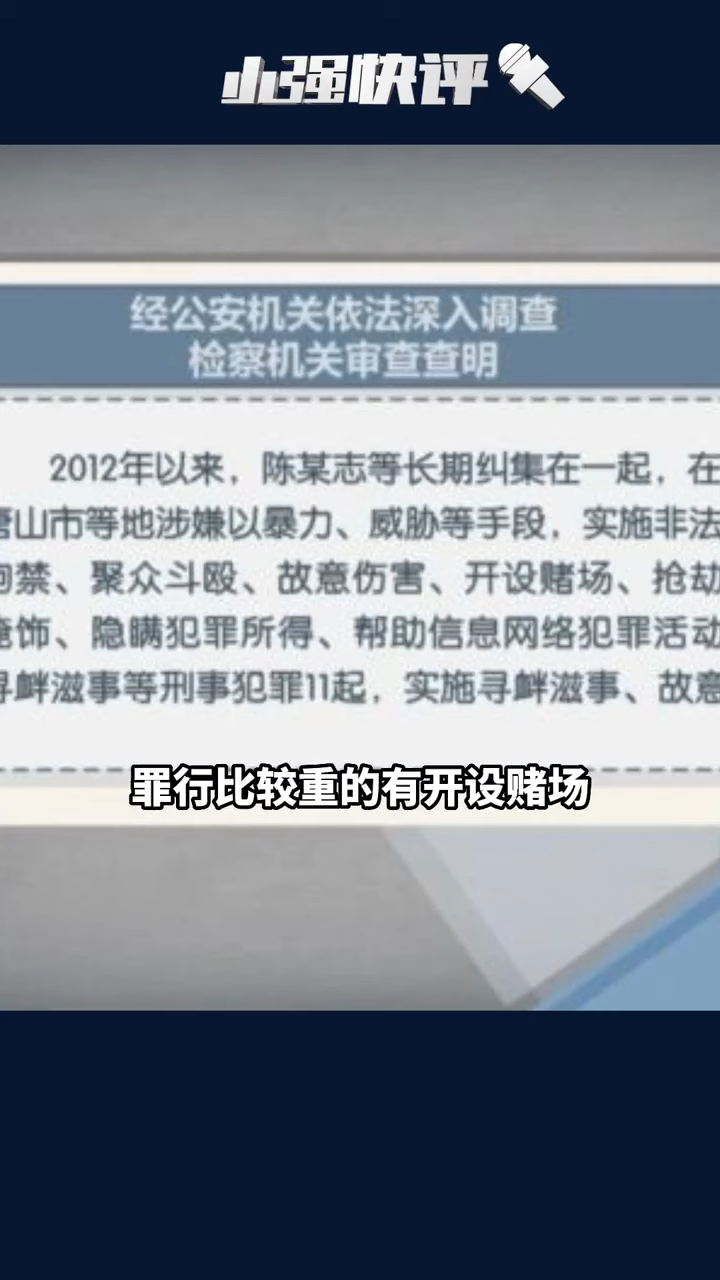 小强快评
经公安机关依法深入调查
检察机关审查查明
2012年以来，陈某志等长期纠集在一起，在
唐山市等地涉嫌以暴力、威胁等手段，实施非法
拘禁、聚众斗殴、故意伤害、开设赌场、抢劫
掩饰、隐瞒犯罪所得、帮助信息网络犯罪活动
寻衅滋事等刑事犯罪11起，实施寻衅滋事、故意
罪行比较重的有开设赌场